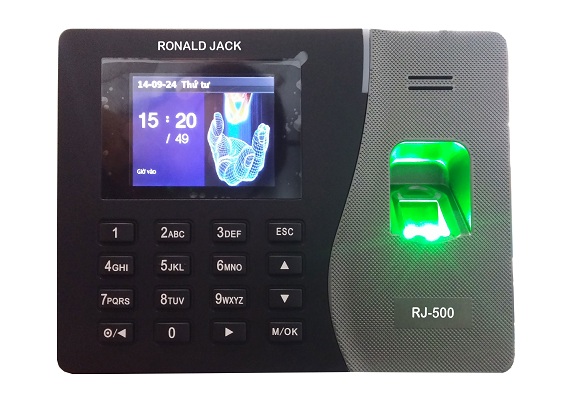 RONALD JACK
14-09-24 Thứ tư
15 : 20
/ 49
Giờ vào
1 2ABC 3DEF ESC
4GHI 5JKL 6MNO ▲
7PQRS 8TUV 9WXYZ ▼
⊙/◀ 0 ▶ M/OK
RJ-500